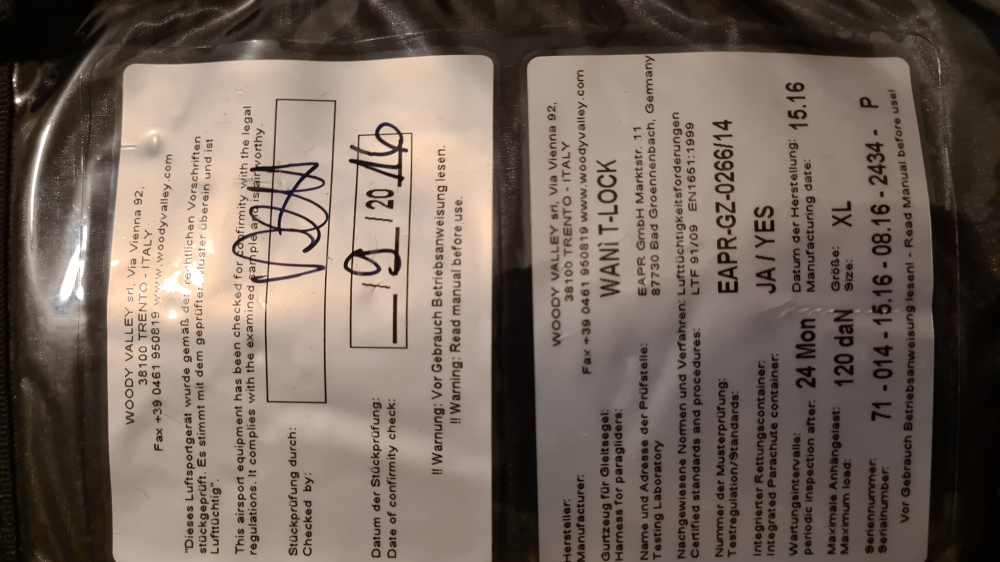 WOODY VALLEY srl, Via Vienna 92,
38100 TRENTO - ITALY
Fax +39 0461 950819 www.woodyvalley.com
"Dieses Luftsportgerät wurde gemäß der rechtlichen Vorschriften
stückgeprüft. Es stimmt mit dem geprüften Muster überein und ist
Lufttüchtig".
This airsport equipment has been checked for confirmity with the legal
regulations. It complies with the examined sample and is airworthy.
Stückprüfung durch:
Checked by:
Datum der Stückprüfung:
Date of confirmity check:
| 9 | 20 16
!! Warnung: Vor Gebrauch Betriebsanweisung lesen.
!! Warning: Read manual before use.
WOODY VALLEY srl, Via Vienna 92,
38100 TRENTO - ITALY
Fax +39 0461 950819 www.woodyvalley.com
Hersteller:
Manufacturer:
Gurtzeug für Gleitsegel:
Harness for paragliders:
WANI T-LOCK
Name und Adresse der Prüfstelle: EAPR GmbH Marktstr. 11
Testing Laboratory 87730 Bad Groennenbach, Germany
Nachgewiesene Normen und Verfahren: Lufttüchtigkeitsforderungen
Certified standards and procedures: LTF 91/09 EN1651:1999
Nummer der Musterprüfung:
Testregulation/Standards:
EAPR-GZ-0266/14
Integrierter Rettungscontainer:
Integrated Parachute container:
JA / YES
Wartungsintervalle:
periodic inspection after:
24 Mon
Datum der Herstellung:
Manufacturing date:
15.16
Maximale Anhängelast:
Maximum load:
120 daN
Größe:
Size:
XL
Seriennummer:
Serialnumber:
71 - 014 - 15.16 - 08.16 - 2434 - P
Vor Gebrauch Betriebsanweisung lesen! - Read Manual before use!